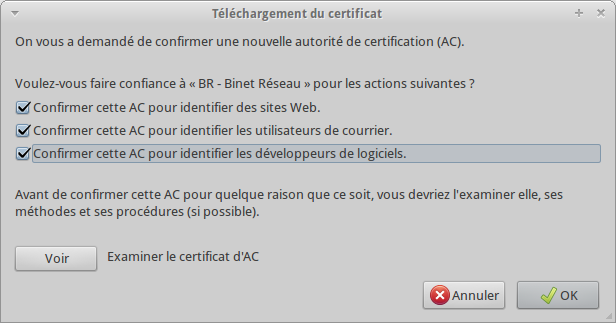 Téléchargement du certificat
On vous a demandé de confirmer une nouvelle autorité de certification (AC).
Voulez-vous faire confiance à « BR - Binet Réseau » pour les actions suivantes ?
Confirmer cette AC pour identifier des sites Web.
Confirmer cette AC pour identifier les utilisateurs de courrier.
Confirmer cette AC pour identifier les développeurs de logiciels.
Avant de confirmer cette AC pour quelque raison que ce soit, vous devriez l'examiner elle, ses
méthodes et ses procédures (si possible).
Voir Examiner le certificat d'AC
Annuler OK